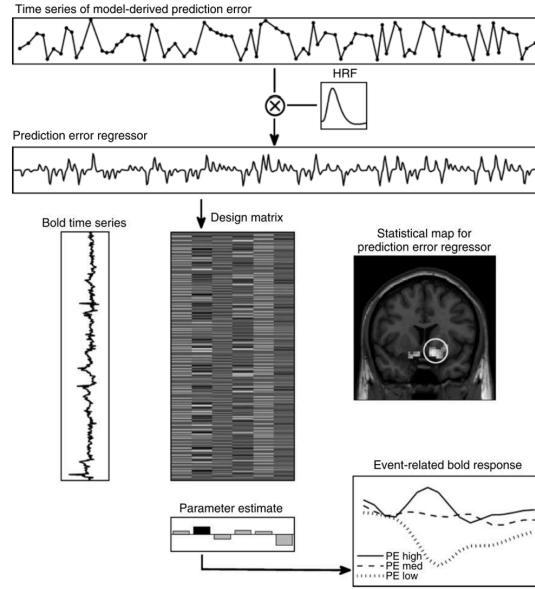 Time series of model-derived prediction error
HRF
Prediction error regressor
Design matrix
Bold time series
Statistical map for
prediction error regressor
Event-related bold response
Parameter estimate
PE high
PE med
PE low